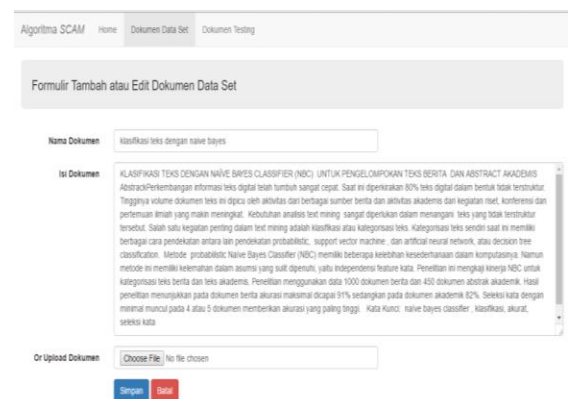 Algoritma SCAM Home Dokumen Data Set Dokumen Testing
Formulir Tambah atau Edit Dokumen Data Set
Nama Dokumen klasifikasi teks dengan naive bayes
Isi Dokumen KLASIFIKASI TEKS DENGAN NAÏVE BAYES CLASSIFIER (NBC) UNTUK PENGELOMPOKAN TEKS BERITA DAN ABSTRACT AKADEMIS
AbstrackPerkembangan informasi teks digital telah tumbuh sangat cepat. Saat ini diperkirakan 80% teks digital dalam bentuk tidak terstruktur.
Tingginya volume dokumen teks ini dipicu oleh aktivitas dari berbagai sumber berita dan aktivitas akademis dari kegiatan riset, konferensi dan
pertemuan ilmiah yang makin meningkat. Kebutuhan analisis text mining sangat diperlukan dalam menangani teks yang tidak terstruktur
tersebut. Salah satu kegiatan penting dalam text mining adalah klasifikasi atau kategorisasi teks. Kategorisasi teks sendiri saat ini memiliki
berbagai cara pendekatan antara lain pendekatan probabilistic, support vector machine , dan artificial neural network, atau decision tree
classification. Metode probabilistic Naïve Bayes Classifier (NBC) memiliki beberapa kelebihan kesederhanaan dalam komputasinya. Namun
metode ini memiliki kelemahan dalam asumsi yang sulit dipenuhi, yaitu independensi feature kata. Penelitian ini mengkaji kinerja NBC untuk
kategorisasi teks berita dan teks akademis. Penelitian menggunakan data 1000 dokumen berita dan 450 dokumen abstrak akademik. Hasil
penelitian menunjukkan pada dokumen berita akurasi maksimal dicapai 91% sedangkan pada dokumen akademik 82%. Seleksi kata dengan
minimal muncul pada 4 atau 5 dokumen memberikan akurasi yang paling tinggi. Kata Kunci: naïve bayes classifier , klasifikasi, akurat,
seleksi kata
Or Upload Dokumen Choose File No file chosen
Simpan Batal